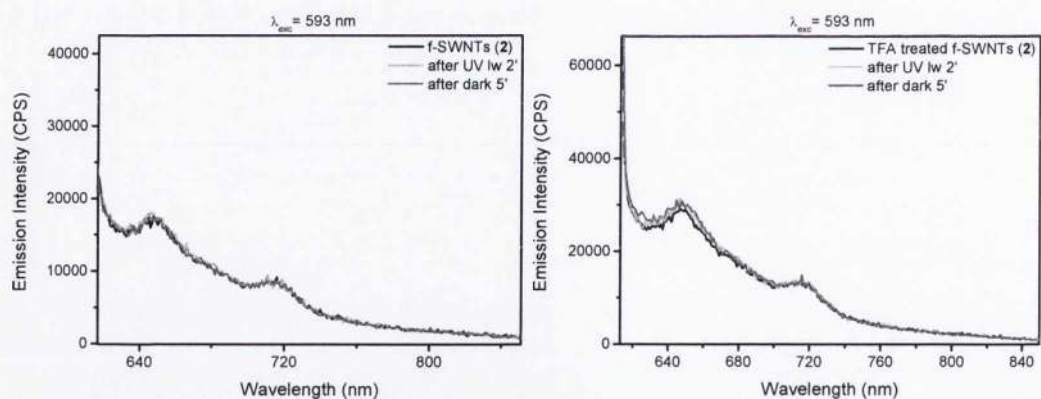 λexc= 593 nm
f-SWNTs (2)
after UV lw 2'
after dark 5'
40000
30000
20000
10000
0
Emission Intensity (CPS)
640
720
800
Wavelength (nm)
λexc= 593 nm
TFA treated f-SWNTs (2)
after UV lw 2'
after dark 5'
60000
40000
20000
0
Emission Intensity (CPS)
640
680
720
760
800
840
Wavelength (nm)